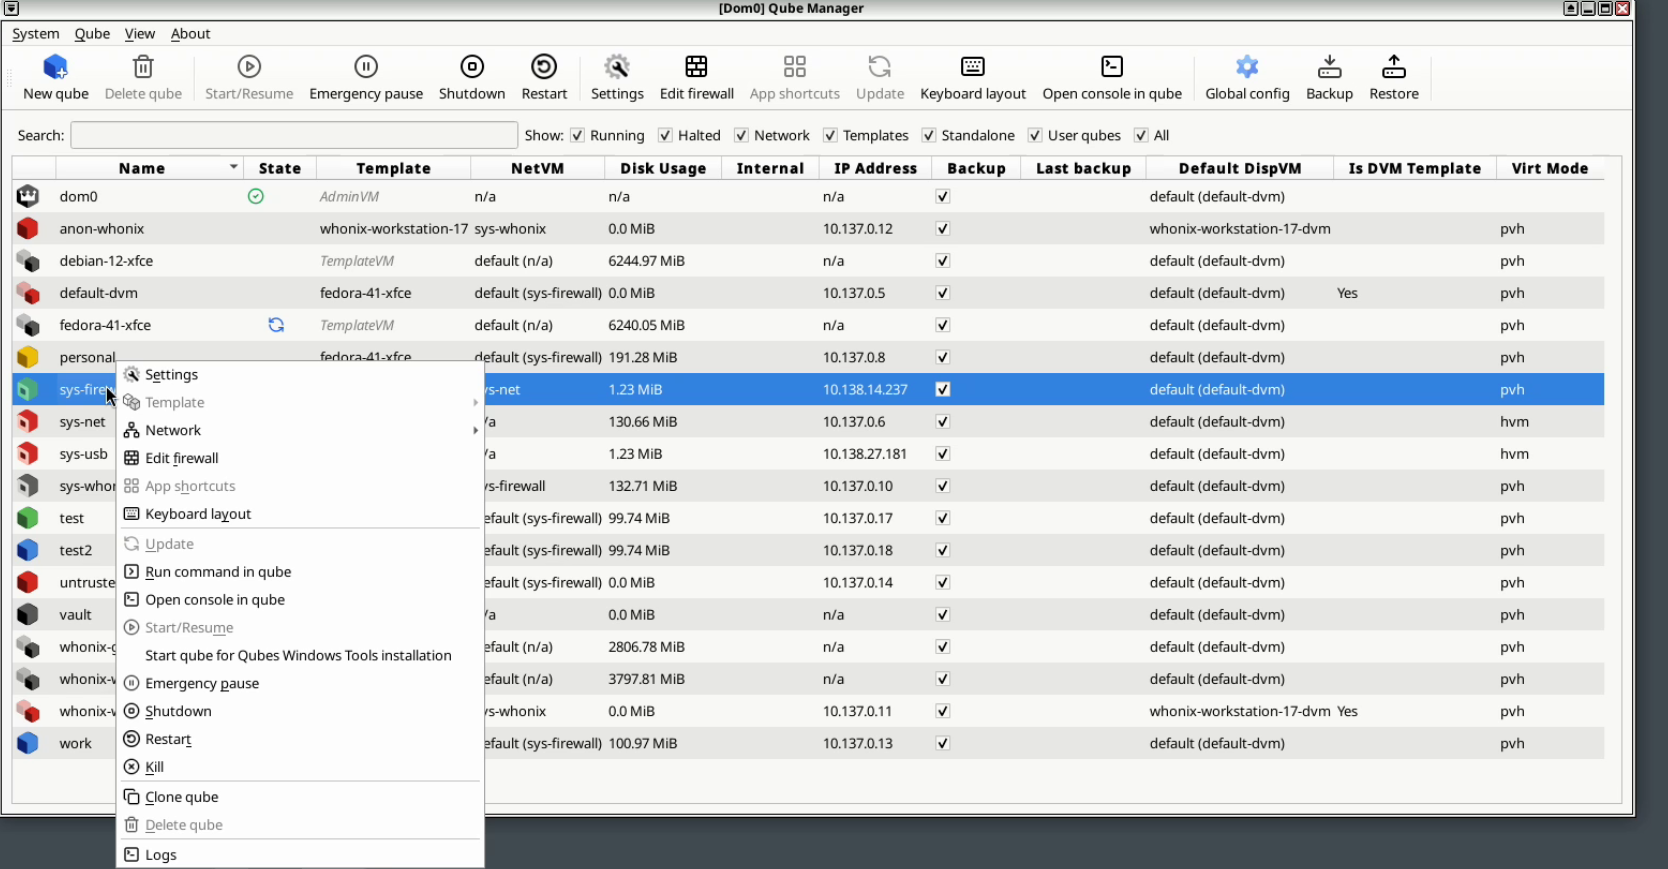 [Dom0] Qube Manager
System Qube View About
New qube Delete qube Start/Resume Emergency pause Shutdown Restart Settings Edit firewall App shortcuts Update Keyboard layout Open console in qube Global config Backup Restore
Search: Show: Running Halted Network Templates Standalone User qubes All
Name State Template NetVM Disk Usage Internal IP Address Backup Last backup Default DispVM Is DVM Template Virt Mode
dom0 AdminVM n/a n/a n/a default (default-dvm)
anon-whonix whonix-workstation-17 sys-whonix 0.0 MiB 10.137.0.12 whonix-workstation-17-dvm pvh
debian-12-xfce TemplateVM default (n/a) 6244.97 MiB n/a default (default-dvm) pvh
default-dvm fedora-41-xfce default (sys-firewall) 0.0 MiB 10.137.0.5 default (default-dvm) Yes pvh
fedora-41-xfce TemplateVM default (n/a) 6240.05 MiB n/a default (default-dvm) pvh
personal fedora-41-xfce default (sys-firewall) 191.28 MiB 10.137.0.8 default (default-dvm) pvh
sys-fire ys-net 1.23 MiB 10.138.14.237 default (default-dvm) pvh
sys-net /a 130.66 MiB 10.137.0.6 default (default-dvm) hvm
sys-usb /a 1.23 MiB 10.138.27.181 default (default-dvm) hvm
sys-whor ys-firewall 132.71 MiB 10.137.0.10 default (default-dvm) pvh
test efault (sys-firewall) 99.74 MiB 10.137.0.17 default (default-dvm) pvh
test2 efault (sys-firewall) 99.74 MiB 10.137.0.18 default (default-dvm) pvh
untruste efault (sys-firewall) 0.0 MiB 10.137.0.14 default (default-dvm) pvh
vault /a 0.0 MiB n/a default (default-dvm) pvh
whonix-g efault (n/a) 2806.78 MiB n/a default (default-dvm) pvh
whonix-w efault (n/a) 3797.81 MiB n/a default (default-dvm) pvh
whonix-w ys-whonix 0.0 MiB 10.137.0.11 whonix-workstation-17-dvm Yes pvh
work efault (sys-firewall) 100.97 MiB 10.137.0.13 default (default-dvm) pvh
Settings
Template
Network
Edit firewall
App shortcuts
Keyboard layout
Update
Run command in qube
Open console in qube
Start/Resume
Start qube for Qubes Windows Tools installation
Emergency pause
Shutdown
Restart
Kill
Clone qube
Delete qube
Logs